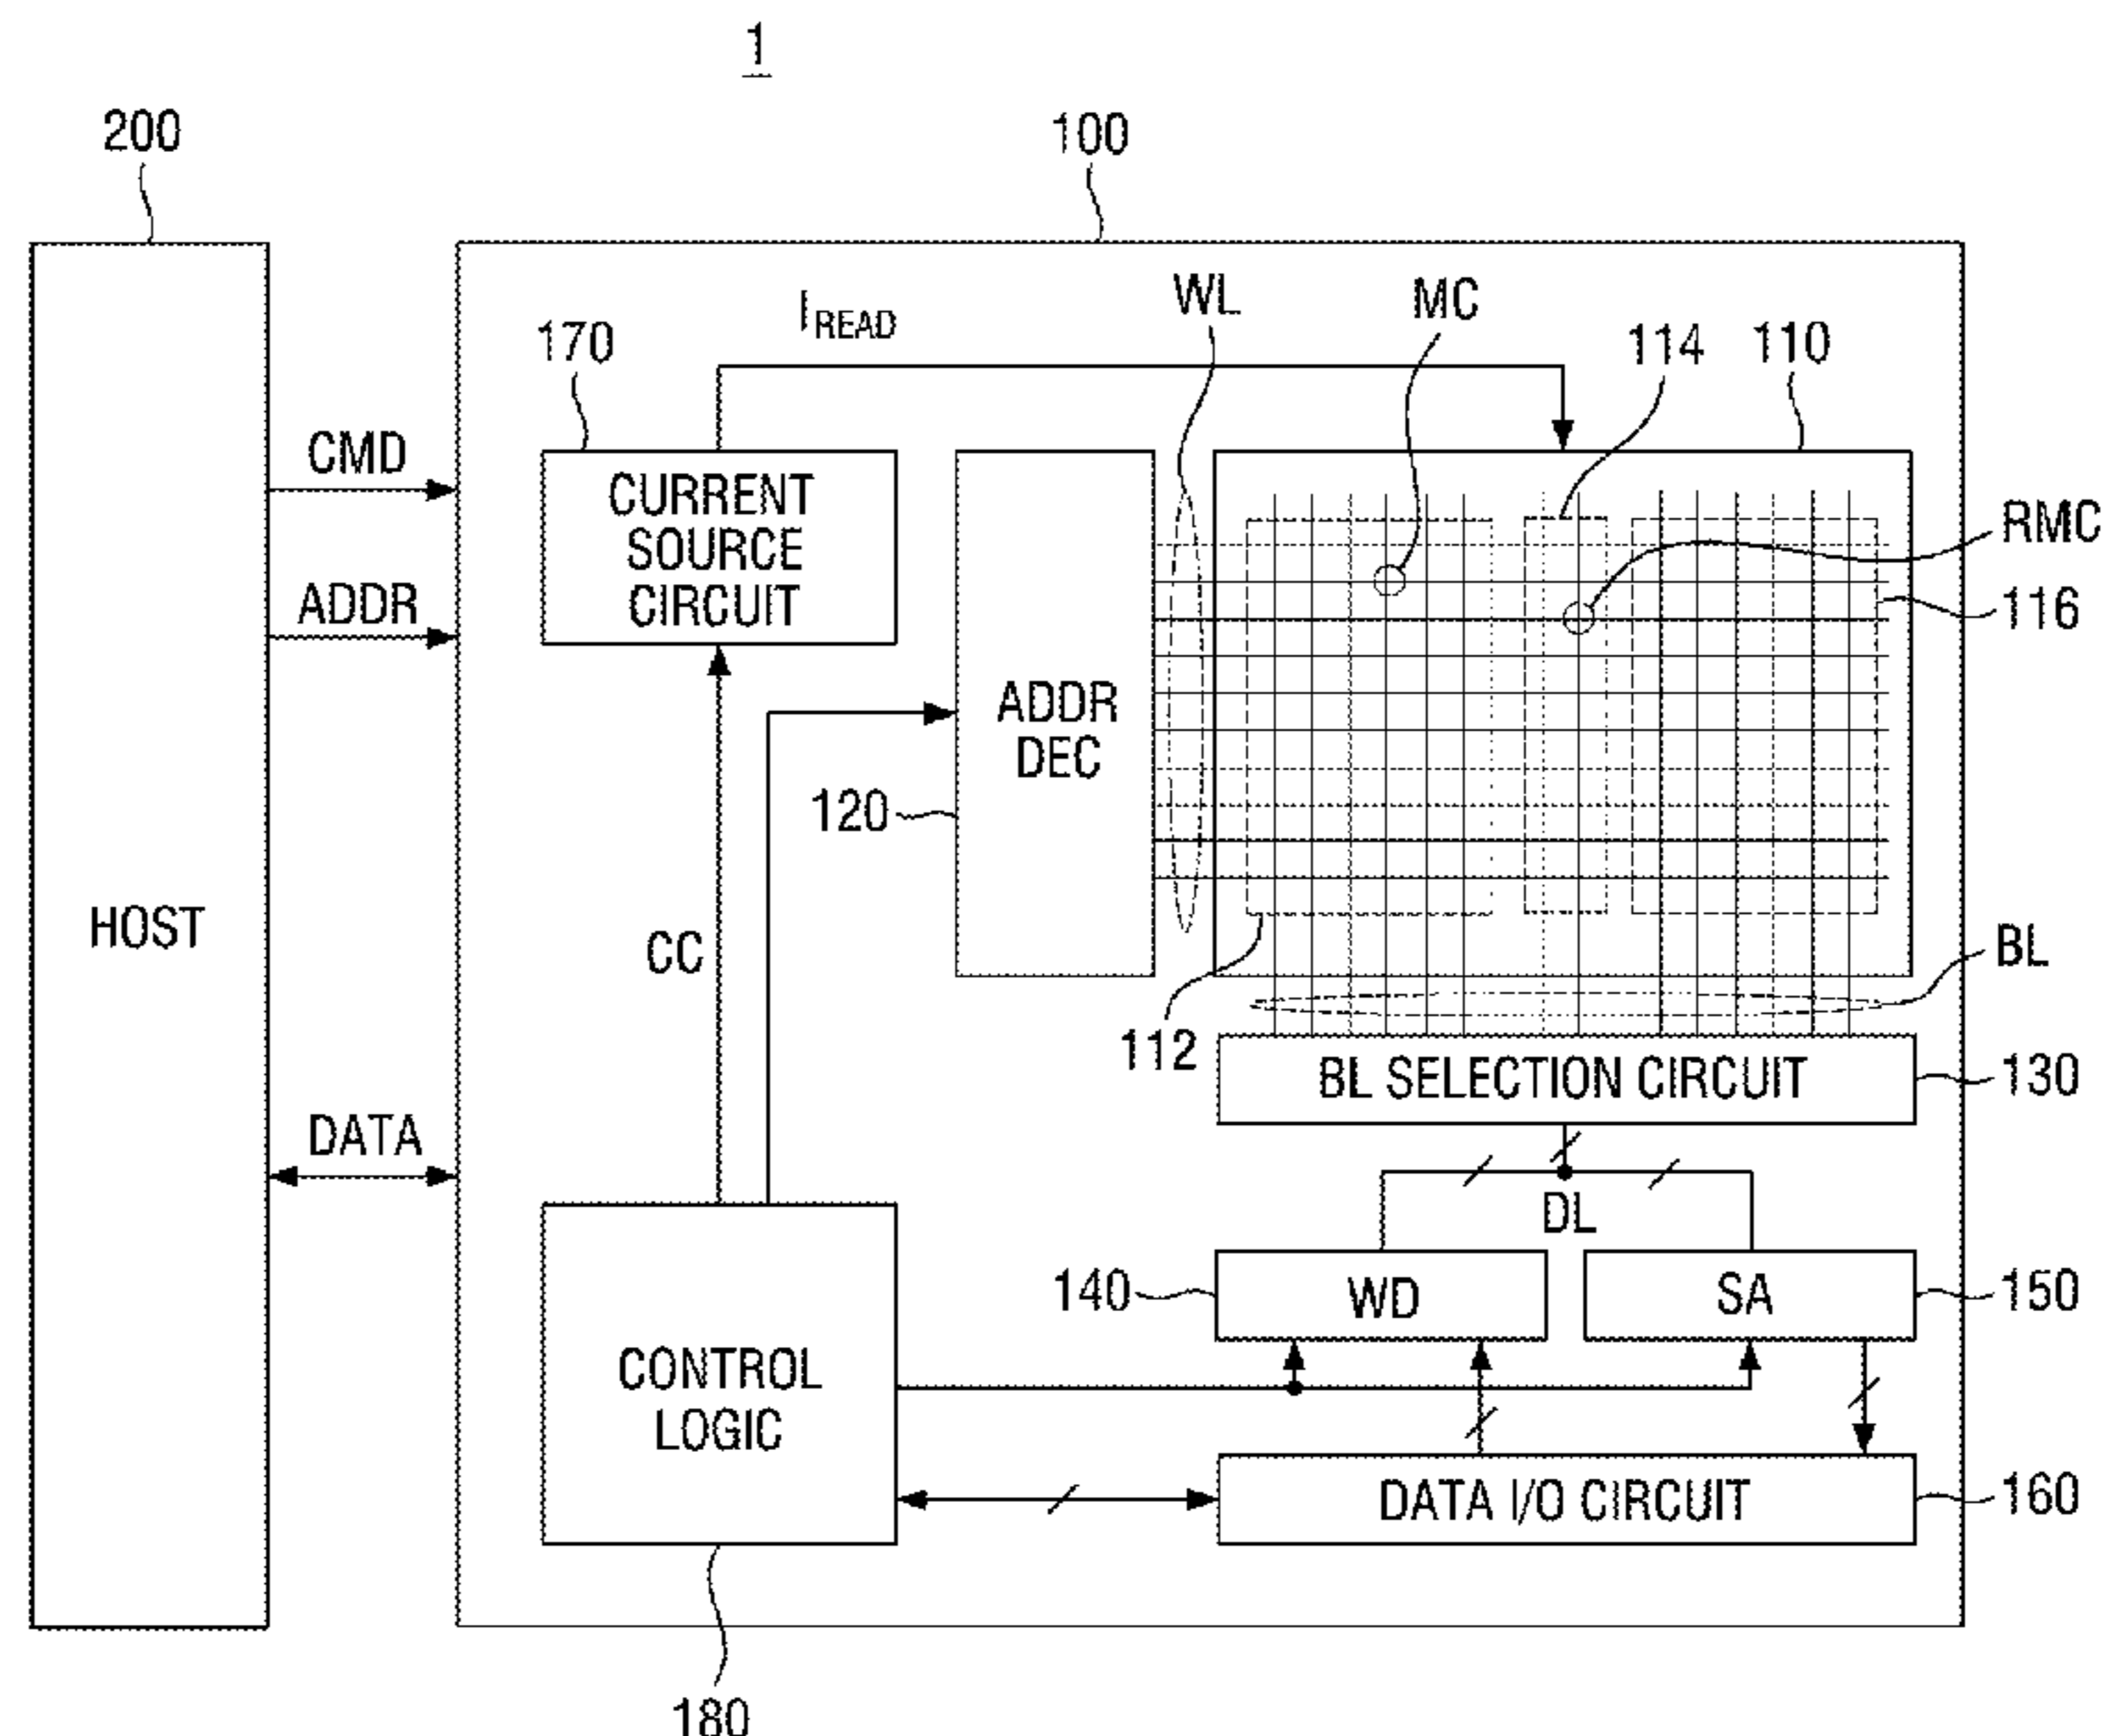 1
200
100
I_READ
WL
MC
170
114
110
CMD
CURRENT
SOURCE
CIRCUIT
RMC
ADDR
116
ADDR
DEC
120
HOST
CC
BL
112
BL SELECTION CIRCUIT
130
DATA
DL
140
WD
SA
150
CONTROL
LOGIC
DATA I/O CIRCUIT
160
180